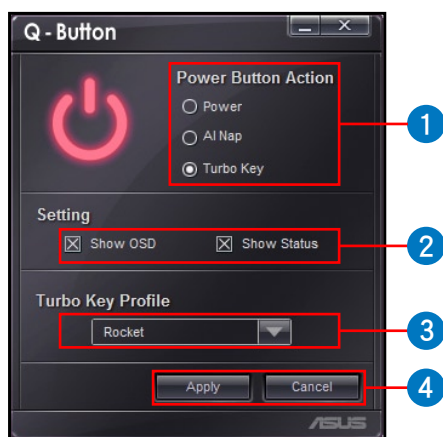 Q - Button
Power Button Action
Power
AI Nap
Turbo Key
1
Setting
Show OSD Show Status
2
Turbo Key Profile
Rocket
3
Apply Cancel
4
ASUS